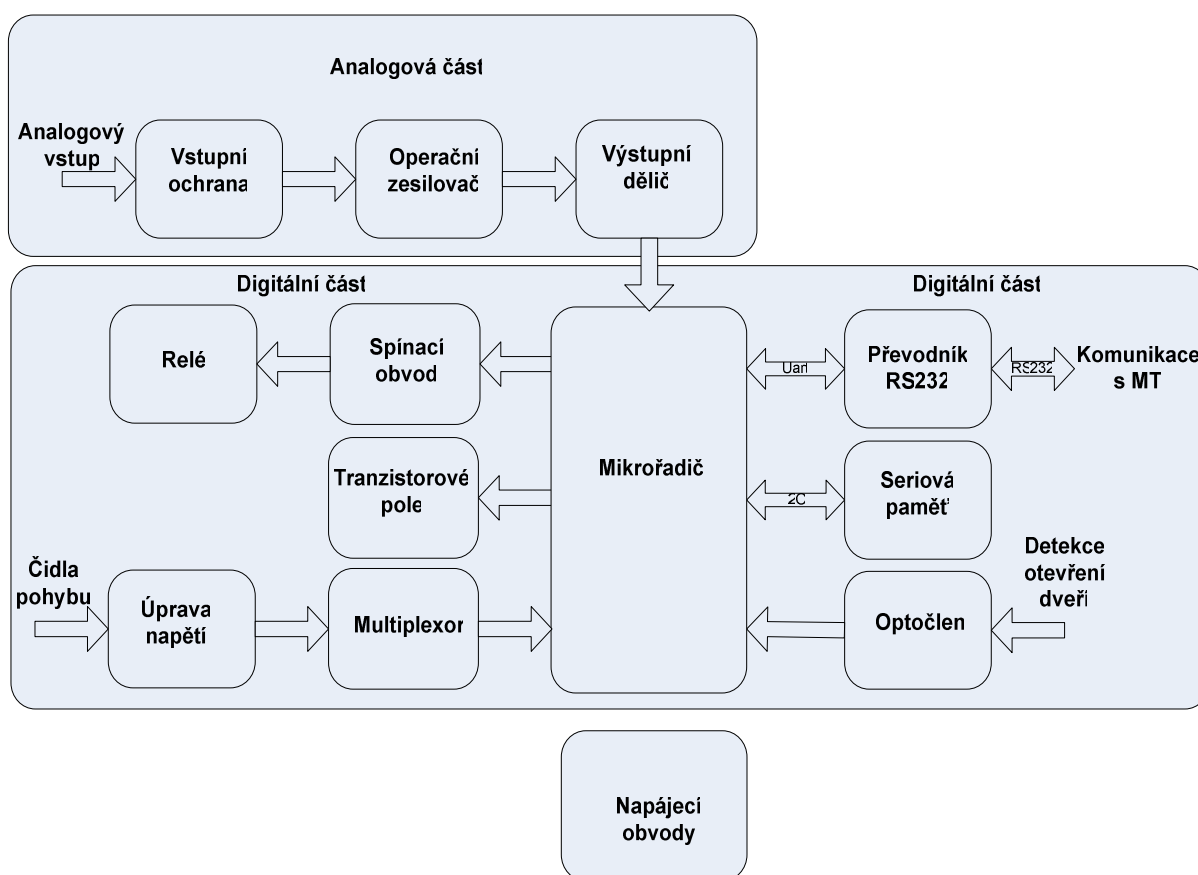 Analogová část
Analogový
vstup
Vstupní
ochrana
Operační
zesilovač
Výstupní
dělič
Digitální část
Digitální část
Relé
Spínací
obvod
Mikrořadič
Uart
Převodník
RS232
RS232
Komunikace
s MT
Tranzistorové
pole
2C
Seriová
paměť
Čidla
pohybu
Úprava
napětí
Multiplexor
Optočlen
Detekce
otevření
dveří
Napájecí
obvody